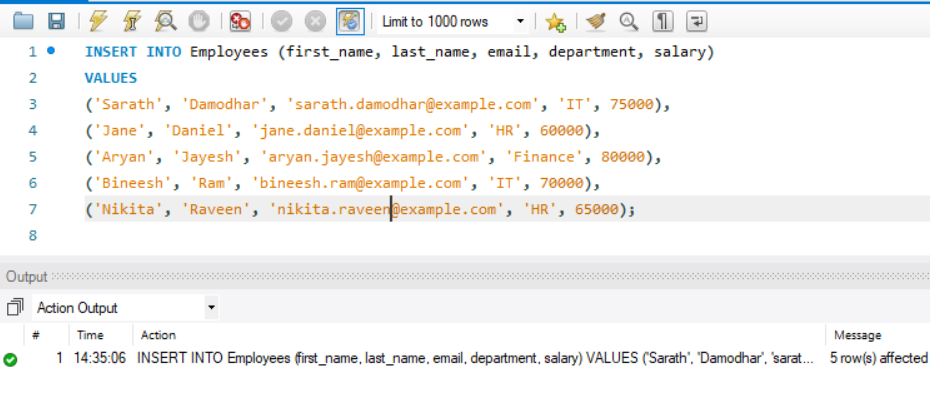 Limit to 1000 rows
1 INSERT INTO Employees (first_name, last_name, email, department, salary)
2 VALUES
3 ('Sarath', 'Damodhar', 'sarath.damodhar@example.com', 'IT', 75000),
4 ('Jane', 'Daniel', 'jane.daniel@example.com', 'HR', 60000),
5 ('Aryan', 'Jayesh', 'aryan.jayesh@example.com', 'Finance', 80000),
6 ('Bineesh', 'Ram', 'bineesh.ram@example.com', 'IT', 70000),
7 ('Nikita', 'Raveen', 'nikita.raveen@example.com', 'HR', 65000);
8
Output
Action Output
# Time Action Message
1 14:35:06 INSERT INTO Employees (first_name, last_name, email, department, salary) VALUES ('Sarath', 'Damodhar', 'sarat... 5 row(s) affected